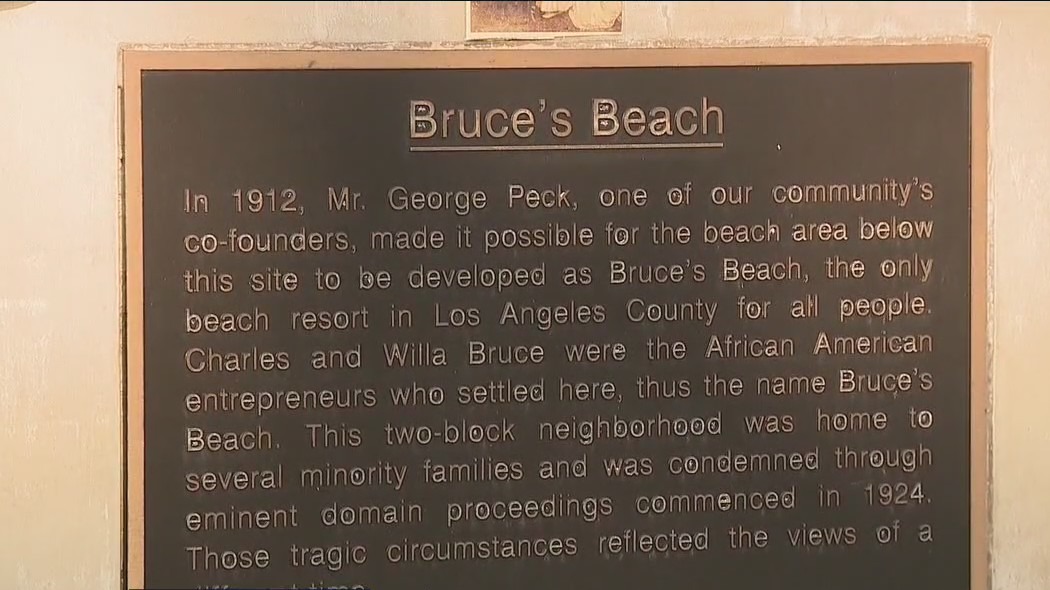 Bruce's Beach
In 1912, Mr. George Peck, one of our community's
co-founders, made it possible for the beach area below
this site to be developed as Bruce's Beach, the only
beach resort in Los Angeles County for all people.
Charles and Willa Bruce were the African American
entrepreneurs who settled here, thus the name Bruce's
Beach. This two-block neighborhood was home to
several minority families and was condemned through
eminent domain proceedings commenced in 1924.
Those tragic circumstances reflected the views of a